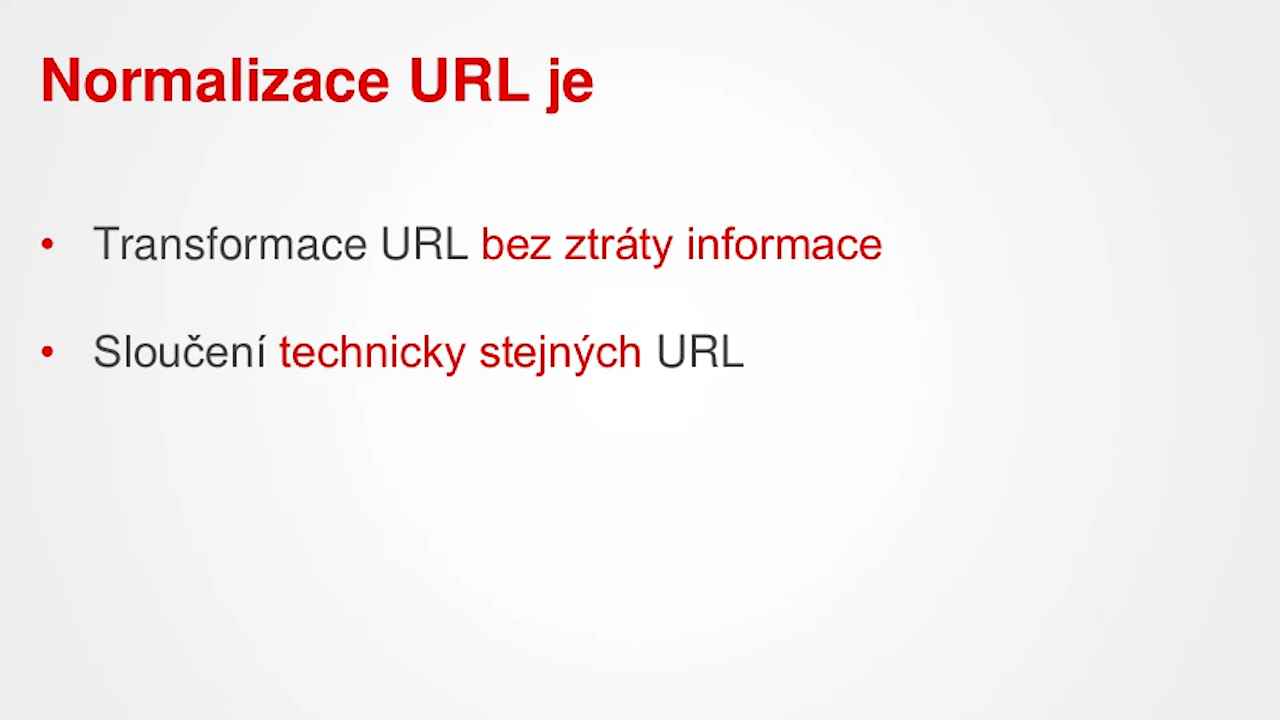 Normalizace URL je
• Transformace URL bez ztráty informace
• Sloučení technicky stejných URL